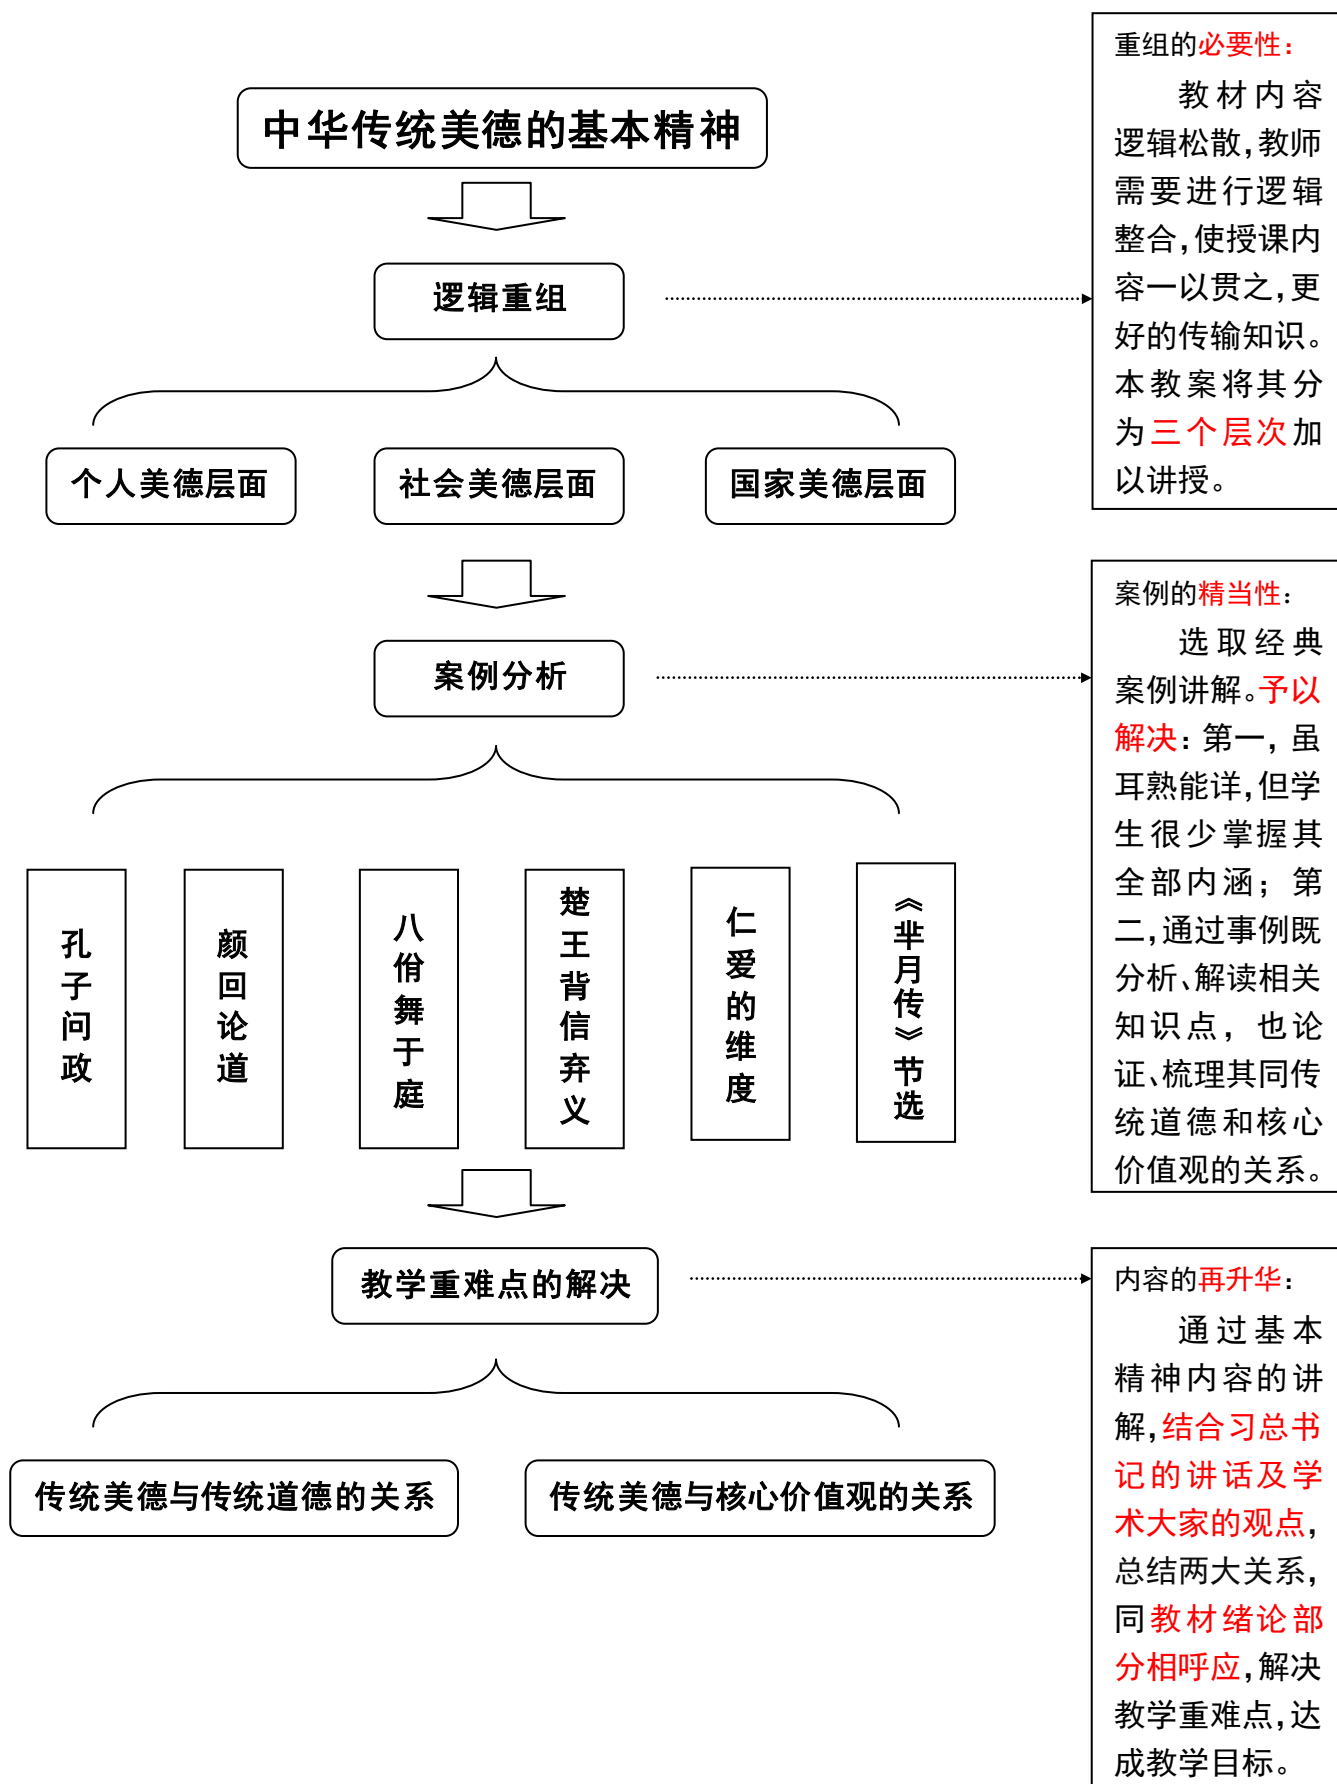 中华传统美德的基本精神
逻辑重组
个人美德层面
社会美德层面
国家美德层面
案例分析
孔子问政
颜回论道
八佾舞于庭
楚王背信弃义
仁爱的维度
《芈月传》节选
教学重难点的解决
传统美德与传统道德的关系
传统美德与核心价值观的关系
重组的必要性：
教材内容
逻辑松散，教师
需要进行逻辑
整合，使授课内
容一以贯之，更
好的传输知识。
本教案将其分
为三个层次加
以讲授。
案例的精当性：
选取经典
案例讲解。予以
解决：第一，虽
耳熟能详，但学
生很少掌握其
全部内涵；第
二，通过事例既
分析、解读相关
知识点，也论
证、梳理其同传
统道德和核心
价值观的关系。
内容的再升华：
通过基本
精神内容的讲
解，结合习总书
记的讲话及学
术大家的观点，
总结两大关系，
同教材绪论部
分相呼应，解决
教学重难点，达
成教学目标。